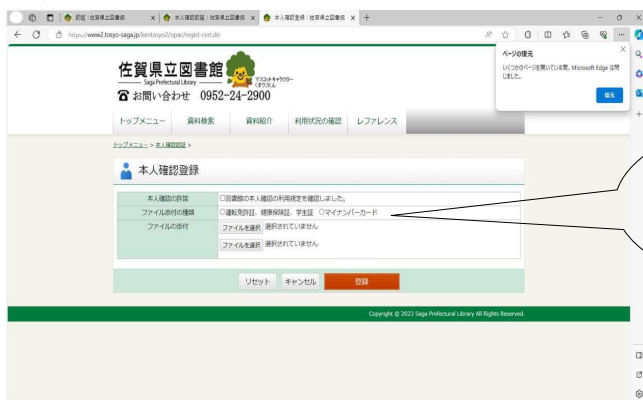 認証:佐賀県立図書館
本人確認認証:佐賀県立図書館
本人確認登録:佐賀県立図書館
https://www2.tosyo-saga.jp/kentosyo2/opac/regist-cert.do
ページの復元
いくつかのページを開いている間、Microsoft Edge は閉じました。
復元
佐賀県立図書館
Saga Prefectural Library
マスコットキャラクター
くすひくん
お問い合わせ 0952-24-2900
トップメニュー 資料検索 資料紹介 利用状況の確認 レファレンス
トップメニュー > 本人確認認証 >
本人確認登録
本人確認の許諾 □図書館の本人確認の利用規定を確認しました。
ファイル添付の種類 ○運転免許証、健康保険証、学生証 ○マイナンバーカード
ファイルの添付 ファイルを選択 選択されていません
ファイルを選択 選択されていません
リセット キャンセル 登録
Copyright @ 2023 Saga Prefectural Library All Rights Reserved.